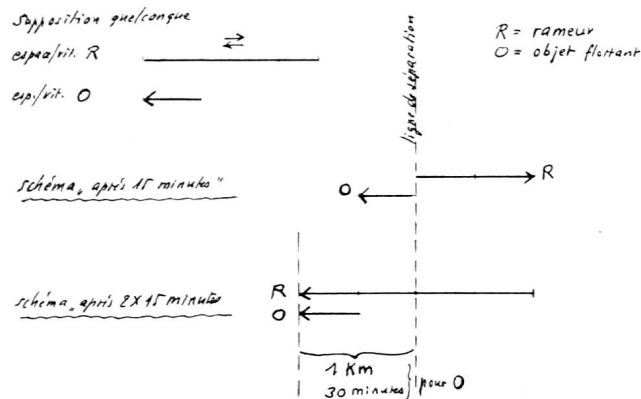 Supposition quelconque
R = rameur
O = objet flottant
espace/vit. R
esp./vit. O
ligne de séparation
R
schéma „après 15 minutes"
O
schéma „après 2 X 15 minutes
R
O
1 Km
30 minutes } pour O